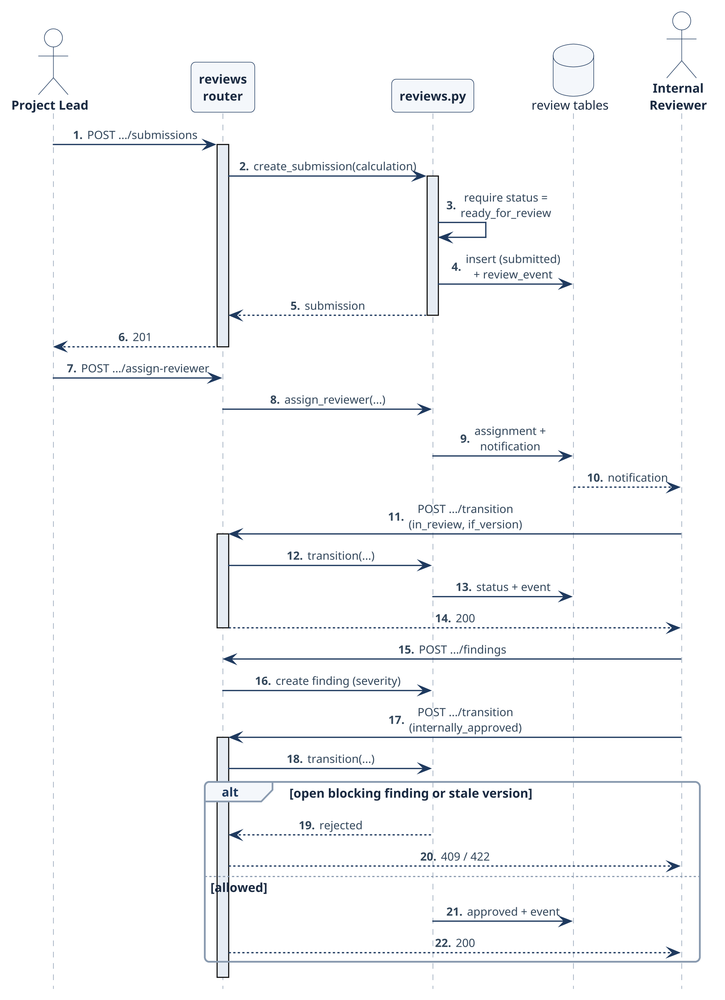 Project Lead
reviews
router
reviews.py
review tables
Internal
Reviewer
1. POST .../submissions
2. create_submission(calculation)
3. require status =
ready_for_review
4. insert (submitted)
+ review_event
5. submission
6. 201
7. POST .../assign-reviewer
8. assign_reviewer(...)
9. assignment +
notification
10. notification
11. POST .../transition
(in_review, if_version)
12. transition(...)
13. status + event
14. 200
15. POST .../findings
16. create finding (severity)
17. POST .../transition
(internally_approved)
18. transition(...)
alt [open blocking finding or stale version]
19. rejected
20. 409 / 422
[allowed]
21. approved + event
22. 200